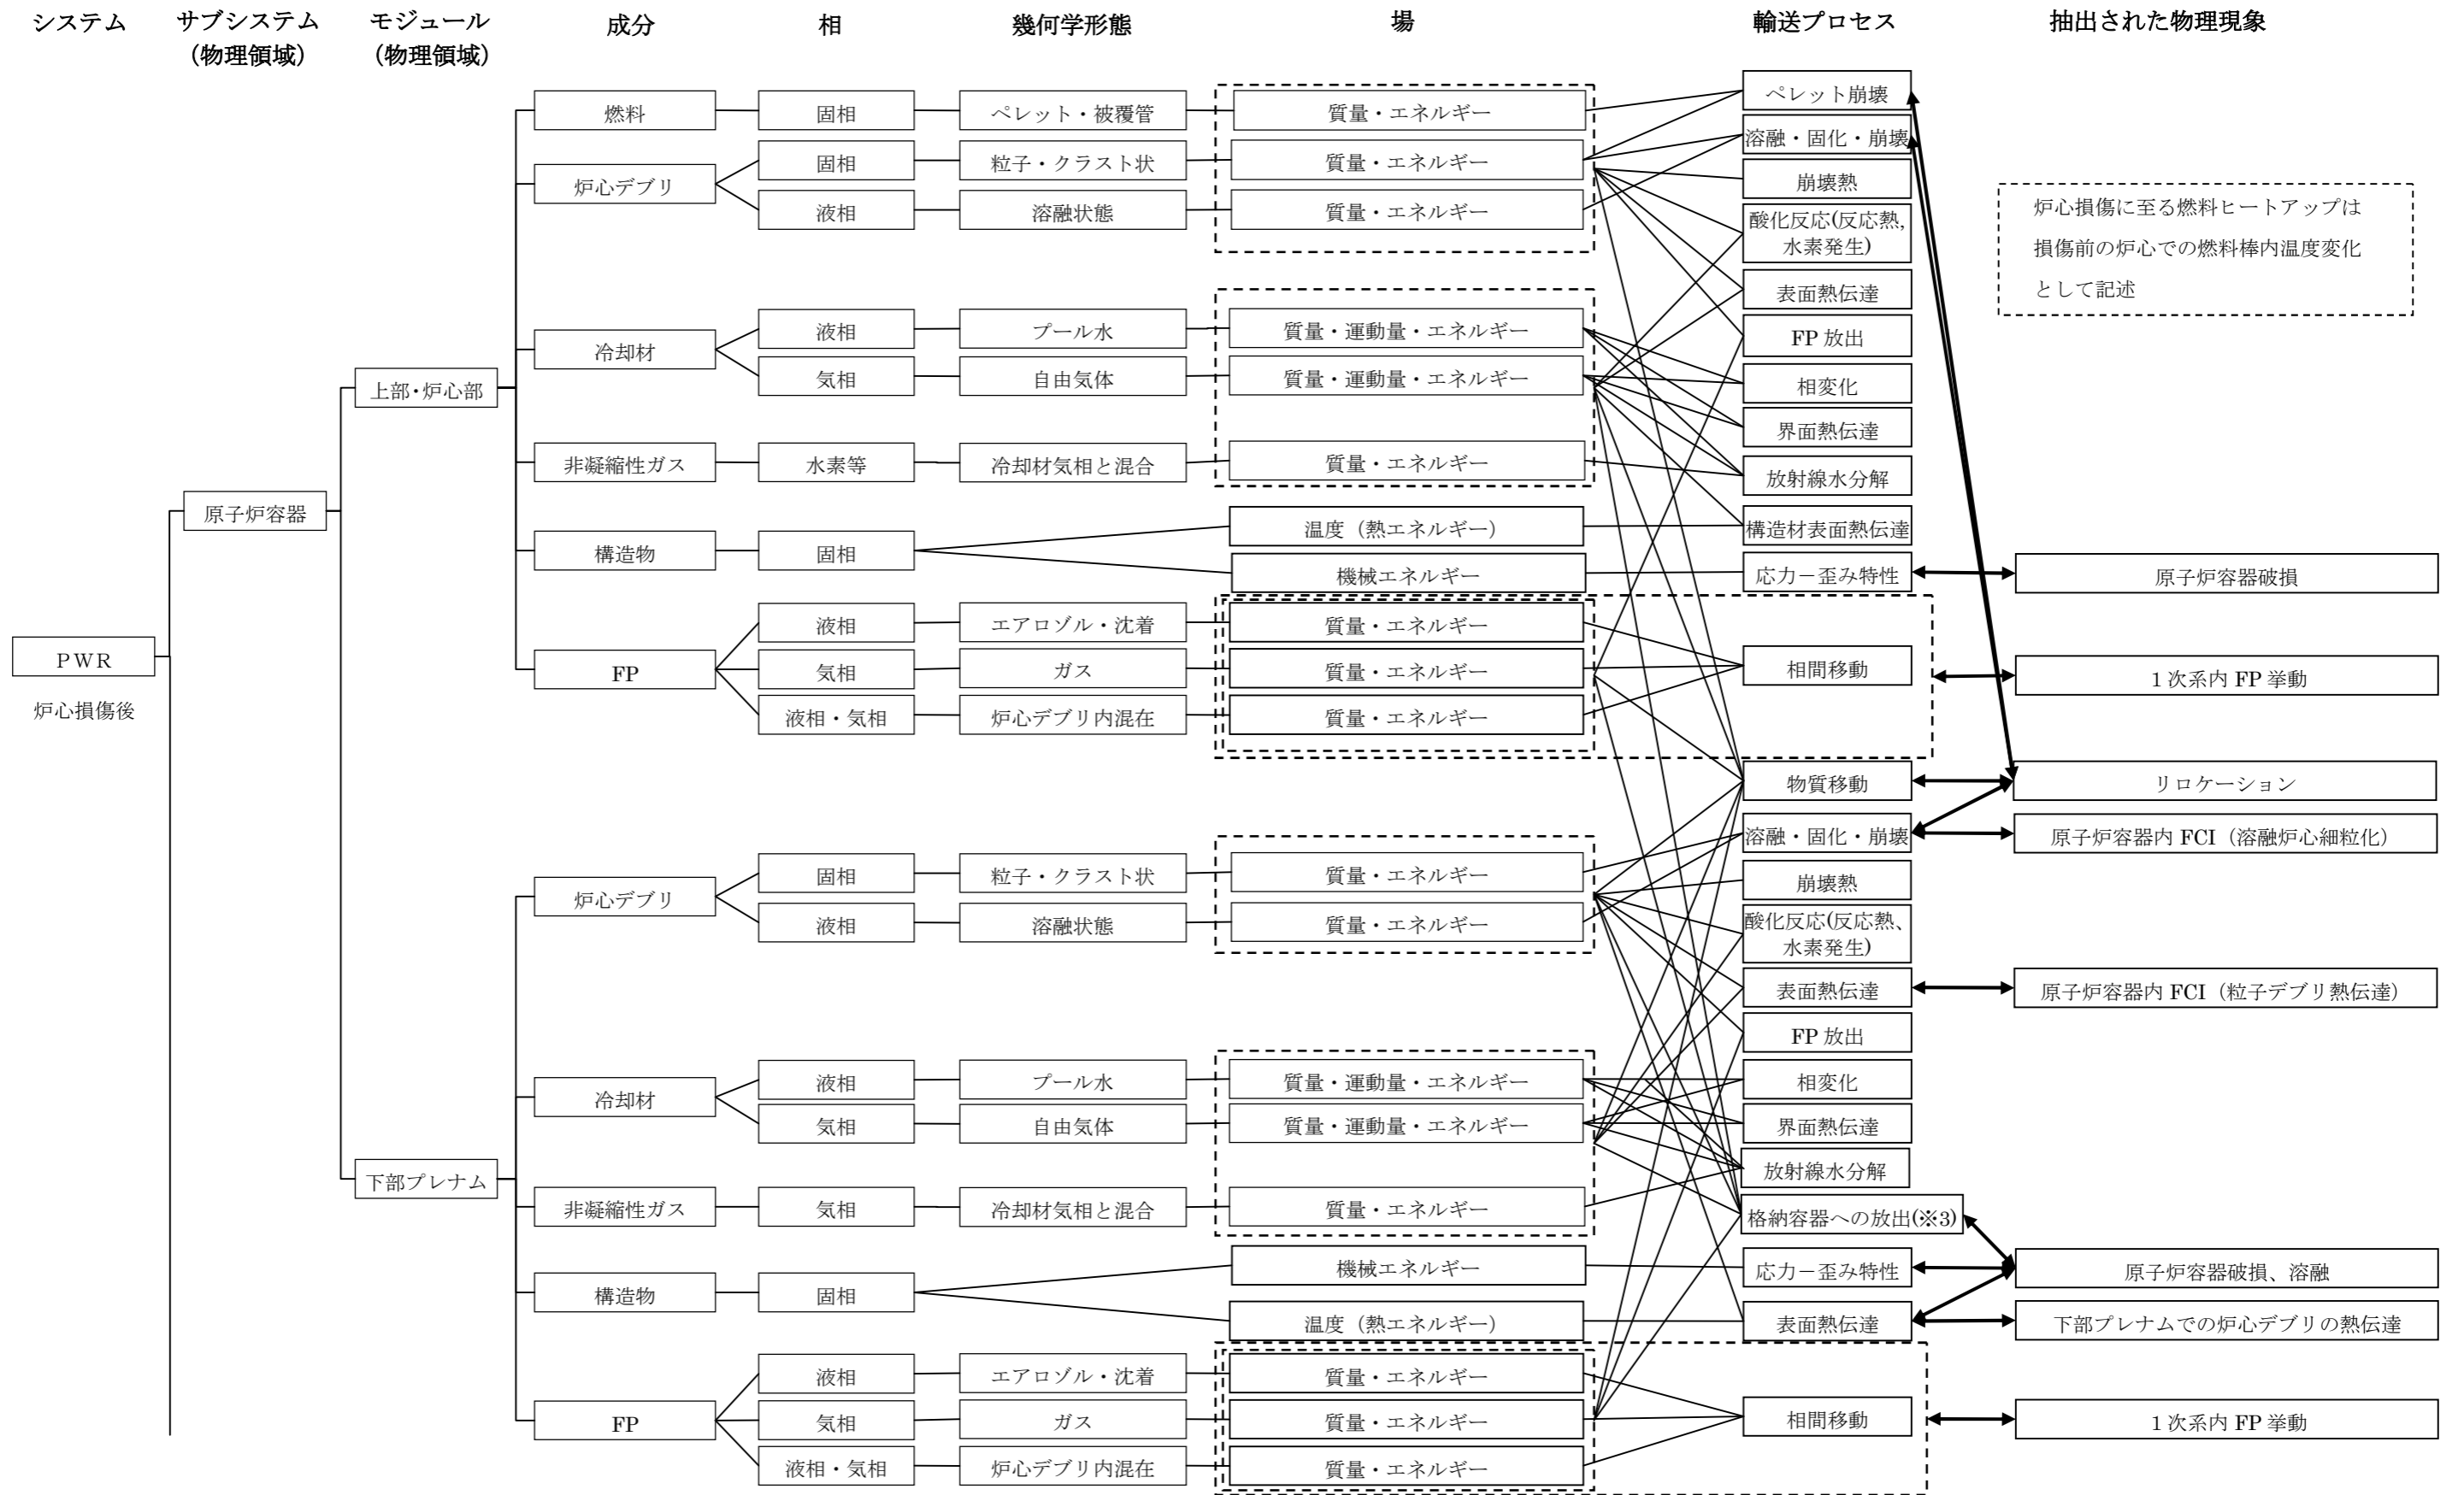 システム
サブシステム
（物理領域）
モジュール
（物理領域）
成分
相
幾何学形態
場
輸送プロセス
抽出された物理現象
ＰＷＲ
炉心損傷後
原子炉容器
上部・炉心部
燃料
固相
ペレット・被覆管
質量・エネルギー
炉心デブリ
固相
粒子・クラスト状
質量・エネルギー
液相
溶融状態
質量・エネルギー
冷却材
液相
プール水
質量・運動量・エネルギー
気相
自由気体
質量・運動量・エネルギー
非凝縮性ガス
水素等
冷却材気相と混合
質量・エネルギー
構造物
固相
温度（熱エネルギー）
機械エネルギー
FP
液相
エアロゾル・沈着
質量・エネルギー
気相
ガス
質量・エネルギー
液相・気相
炉心デブリ内混在
質量・エネルギー
ペレット崩壊
溶融・固化・崩壊
崩壊熱
酸化反応(反応熱,
水素発生)
表面熱伝達
FP 放出
相変化
界面熱伝達
放射線水分解
構造材表面熱伝達
応力－歪み特性
相間移動
物質移動
炉心損傷に至る燃料ヒートアップは
損傷前の炉心での燃料棒内温度変化
として記述
原子炉容器破損
１次系内 FP 挙動
リロケーション
下部プレナム
炉心デブリ
固相
粒子・クラスト状
質量・エネルギー
液相
溶融状態
質量・エネルギー
冷却材
液相
プール水
質量・運動量・エネルギー
気相
自由気体
質量・運動量・エネルギー
非凝縮性ガス
気相
冷却材気相と混合
質量・エネルギー
構造物
固相
機械エネルギー
温度（熱エネルギー）
FP
液相
エアロゾル・沈着
質量・エネルギー
気相
ガス
質量・エネルギー
液相・気相
炉心デブリ内混在
質量・エネルギー
溶融・固化・崩壊
崩壊熱
酸化反応(反応熱、
水素発生)
表面熱伝達
FP 放出
相変化
界面熱伝達
放射線水分解
格納容器への放出(※3)
応力－歪み特性
表面熱伝達
相間移動
原子炉容器内 FCI（溶融炉心細粒化）
原子炉容器内 FCI（粒子デブリ熱伝達）
原子炉容器破損、溶融
下部プレナムでの炉心デブリの熱伝達
１次系内 FP 挙動